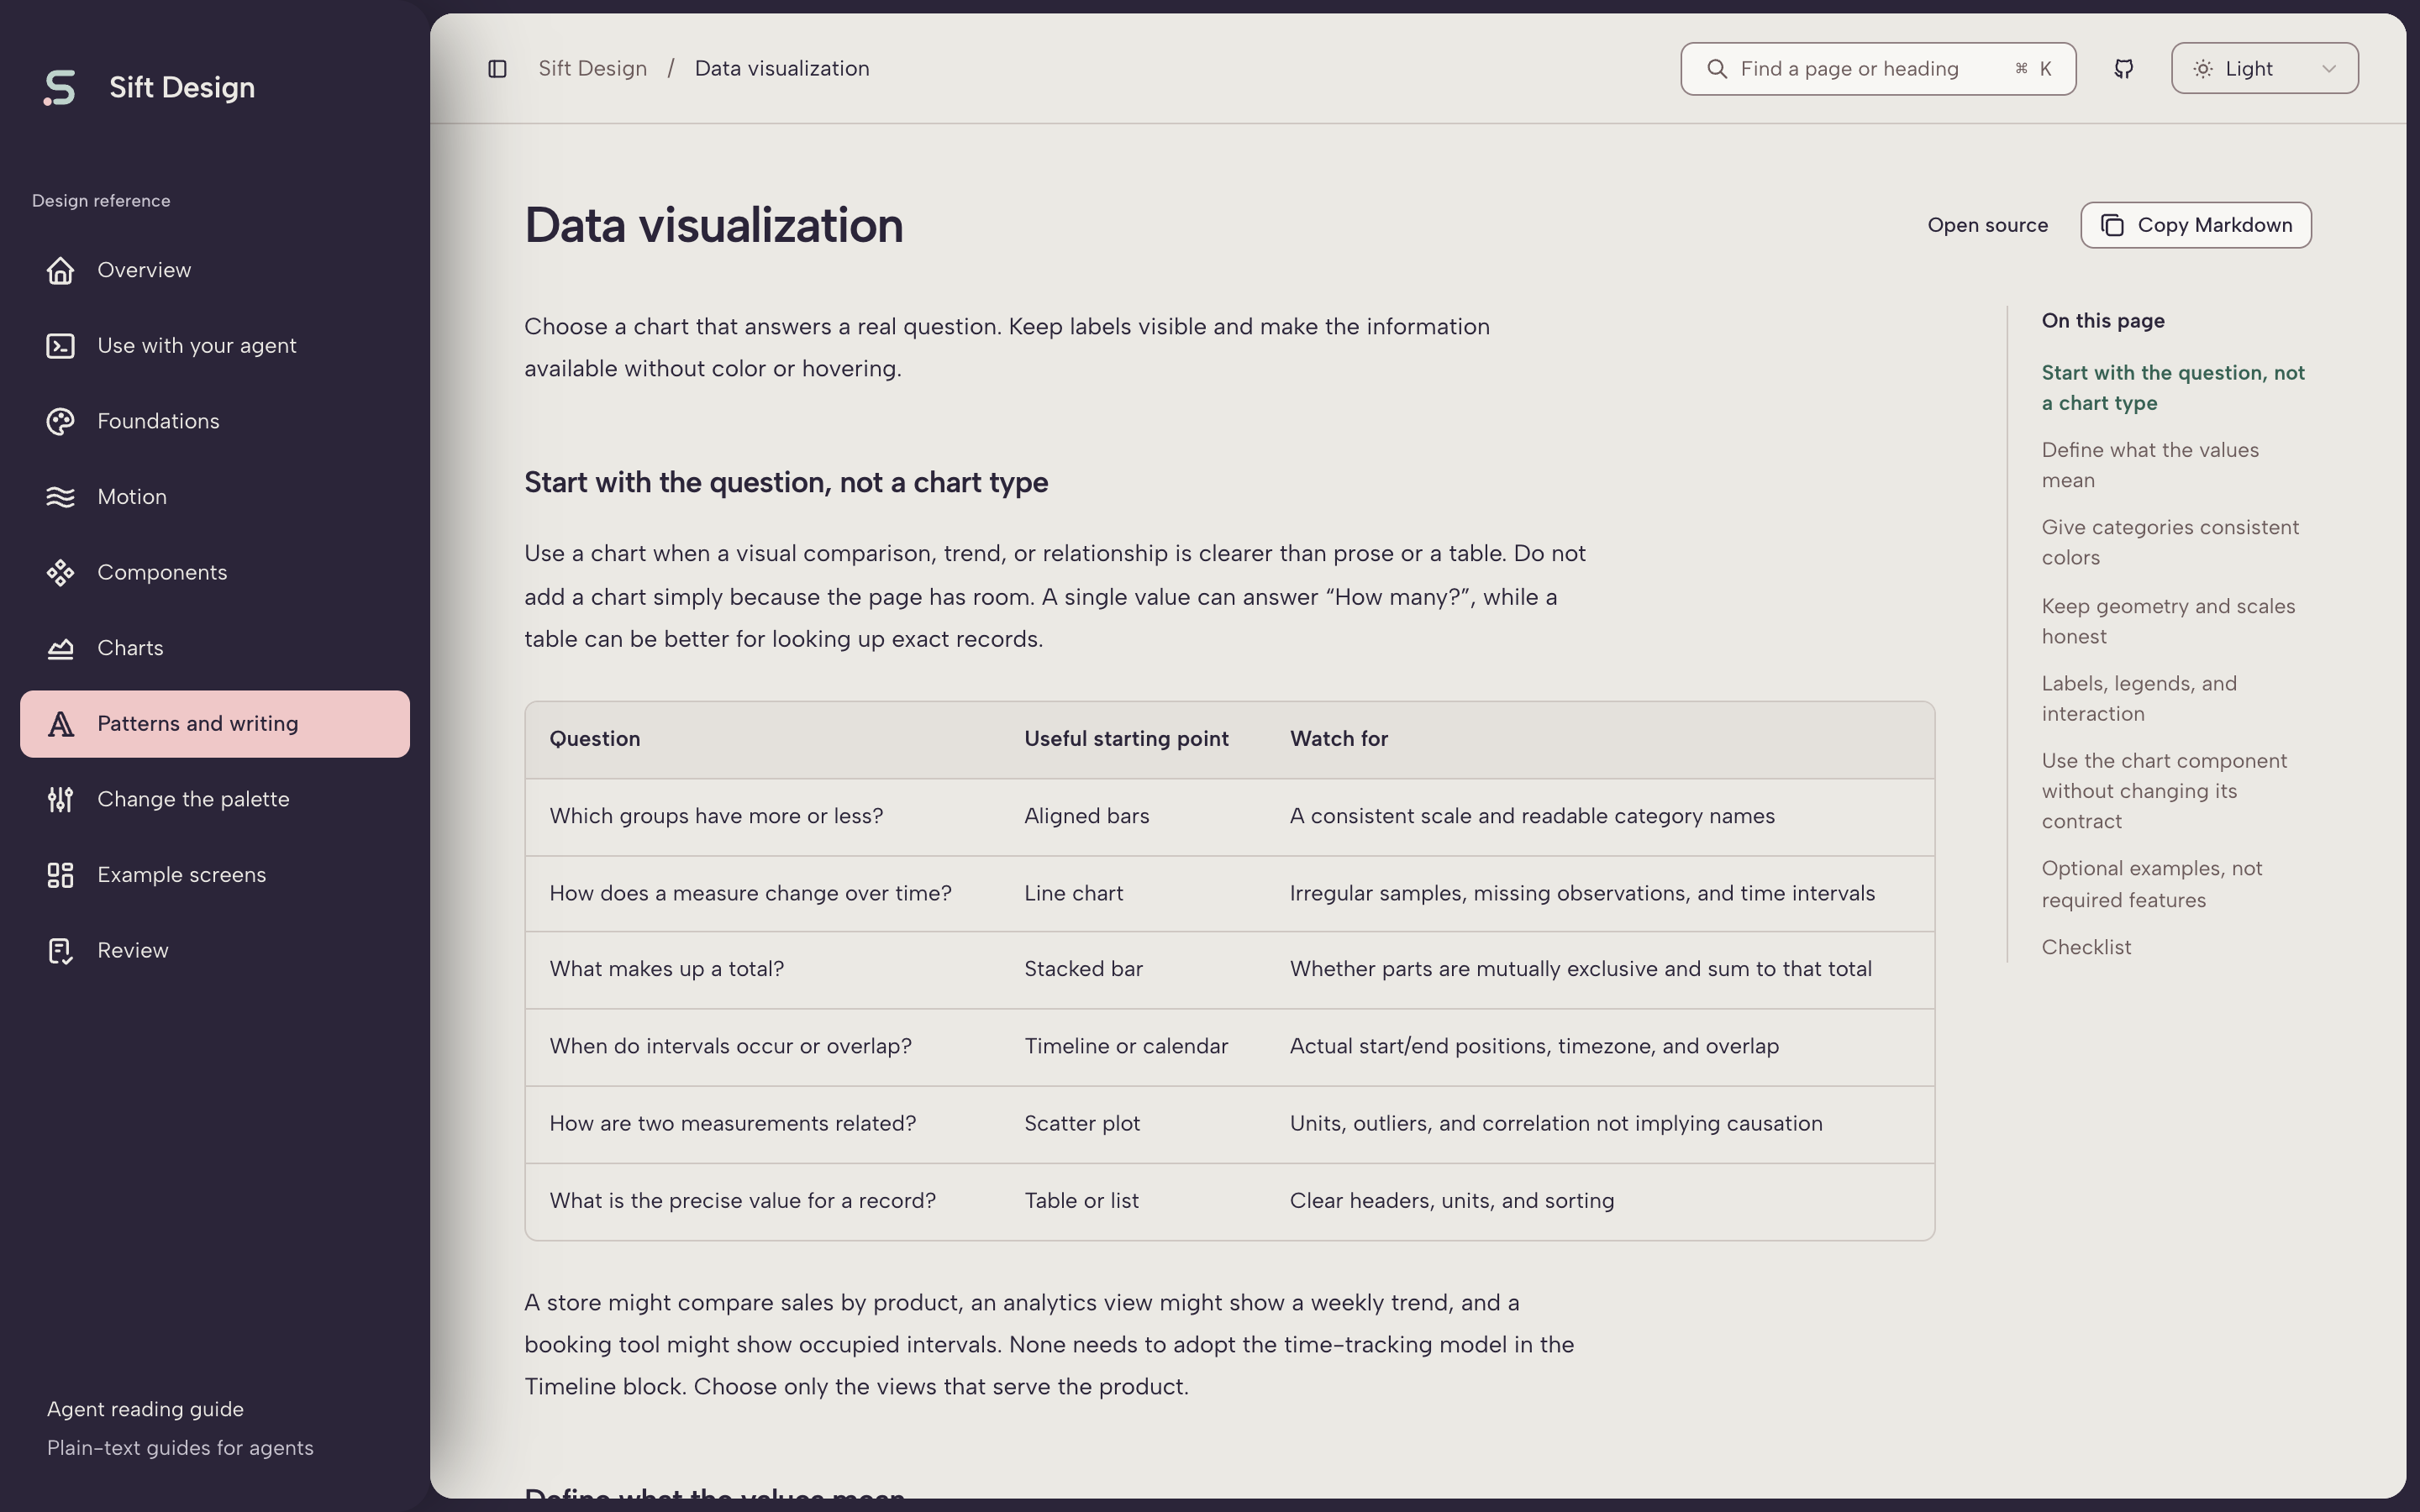 Sift Design
Design reference
Overview
Use with your agent
Foundations
Motion
Components
Charts
Patterns and writing
Change the palette
Example screens
Review
Agent reading guide
Plain-text guides for agents
Sift Design / Data visualization
Find a page or heading ⌘ K
Light
Data visualization
Open source
Copy Markdown
Choose a chart that answers a real question. Keep labels visible and make the information
available without color or hovering.
Start with the question, not a chart type
Use a chart when a visual comparison, trend, or relationship is clearer than prose or a table. Do not
add a chart simply because the page has room. A single value can answer “How many?”, while a
table can be better for looking up exact records.
Question Useful starting point Watch for
Which groups have more or less? Aligned bars A consistent scale and readable category names
How does a measure change over time? Line chart Irregular samples, missing observations, and time intervals
What makes up a total? Stacked bar Whether parts are mutually exclusive and sum to that total
When do intervals occur or overlap? Timeline or calendar Actual start/end positions, timezone, and overlap
How are two measurements related? Scatter plot Units, outliers, and correlation not implying causation
What is the precise value for a record? Table or list Clear headers, units, and sorting
A store might compare sales by product, an analytics view might show a weekly trend, and a
booking tool might show occupied intervals. None needs to adopt the time-tracking model in the
Timeline block. Choose only the views that serve the product.
Define what the values mean
On this page
Start with the question, not
a chart type
Define what the values
mean
Give categories consistent
colors
Keep geometry and scales
honest
Labels, legends, and
interaction
Use the chart component
without changing its
contract
Optional examples, not
required features
Checklist